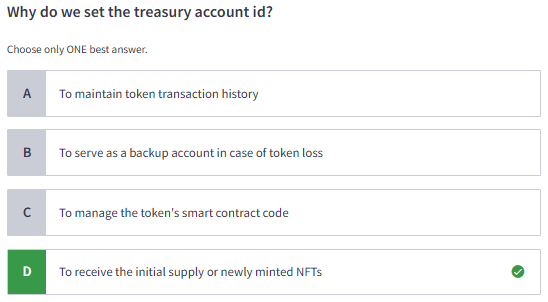 Why do we set the treasury account id?
Choose only ONE best answer.
A To maintain token transaction history
B To serve as a backup account in case of token loss
C To manage the token's smart contract code
D To receive the initial supply or newly minted NFTs